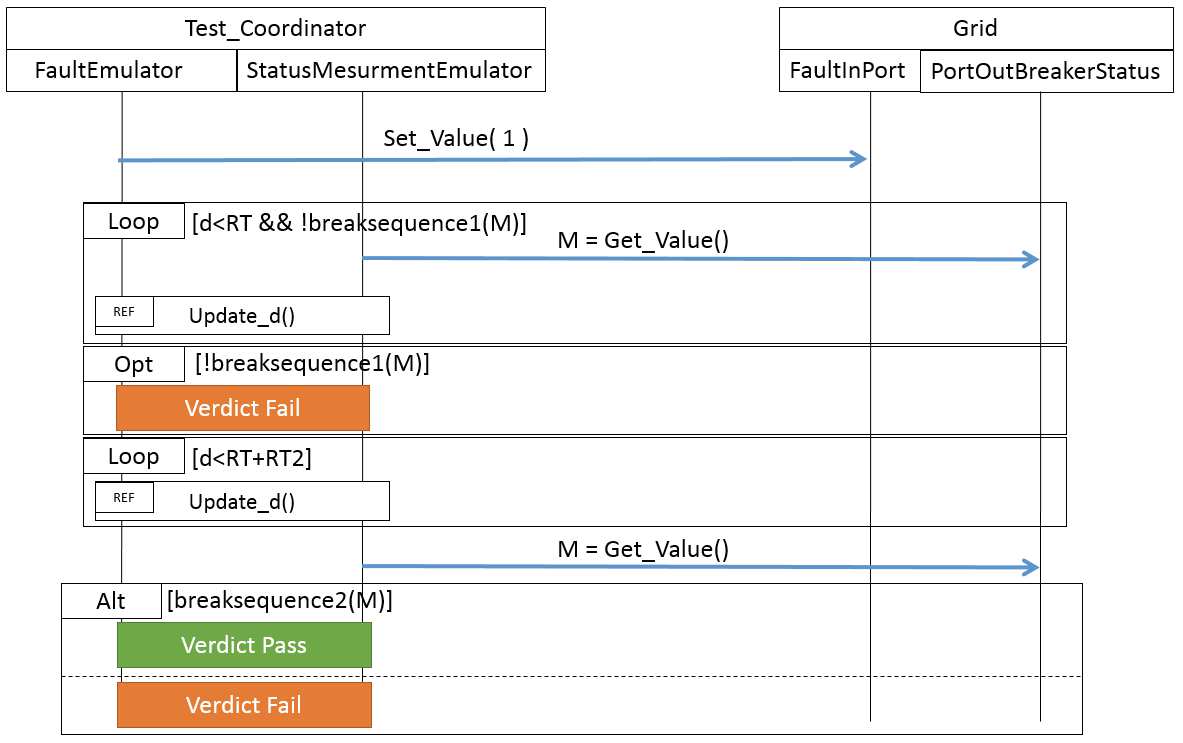 Test_Coordinator
Grid
FaultEmulator
StatusMesurmentEmulator
FaultInPort
PortOutBreakerStatus
Set_Value( 1 )
Loop
[d<RT && !breaksequence1(M)]
M = Get_Value()
REF
Update_d()
Opt
[!breaksequence1(M)]
Verdict Fail
Loop
[d<RT+RT2]
REF
Update_d()
M = Get_Value()
Alt
[breaksequence2(M)]
Verdict Pass
Verdict Fail